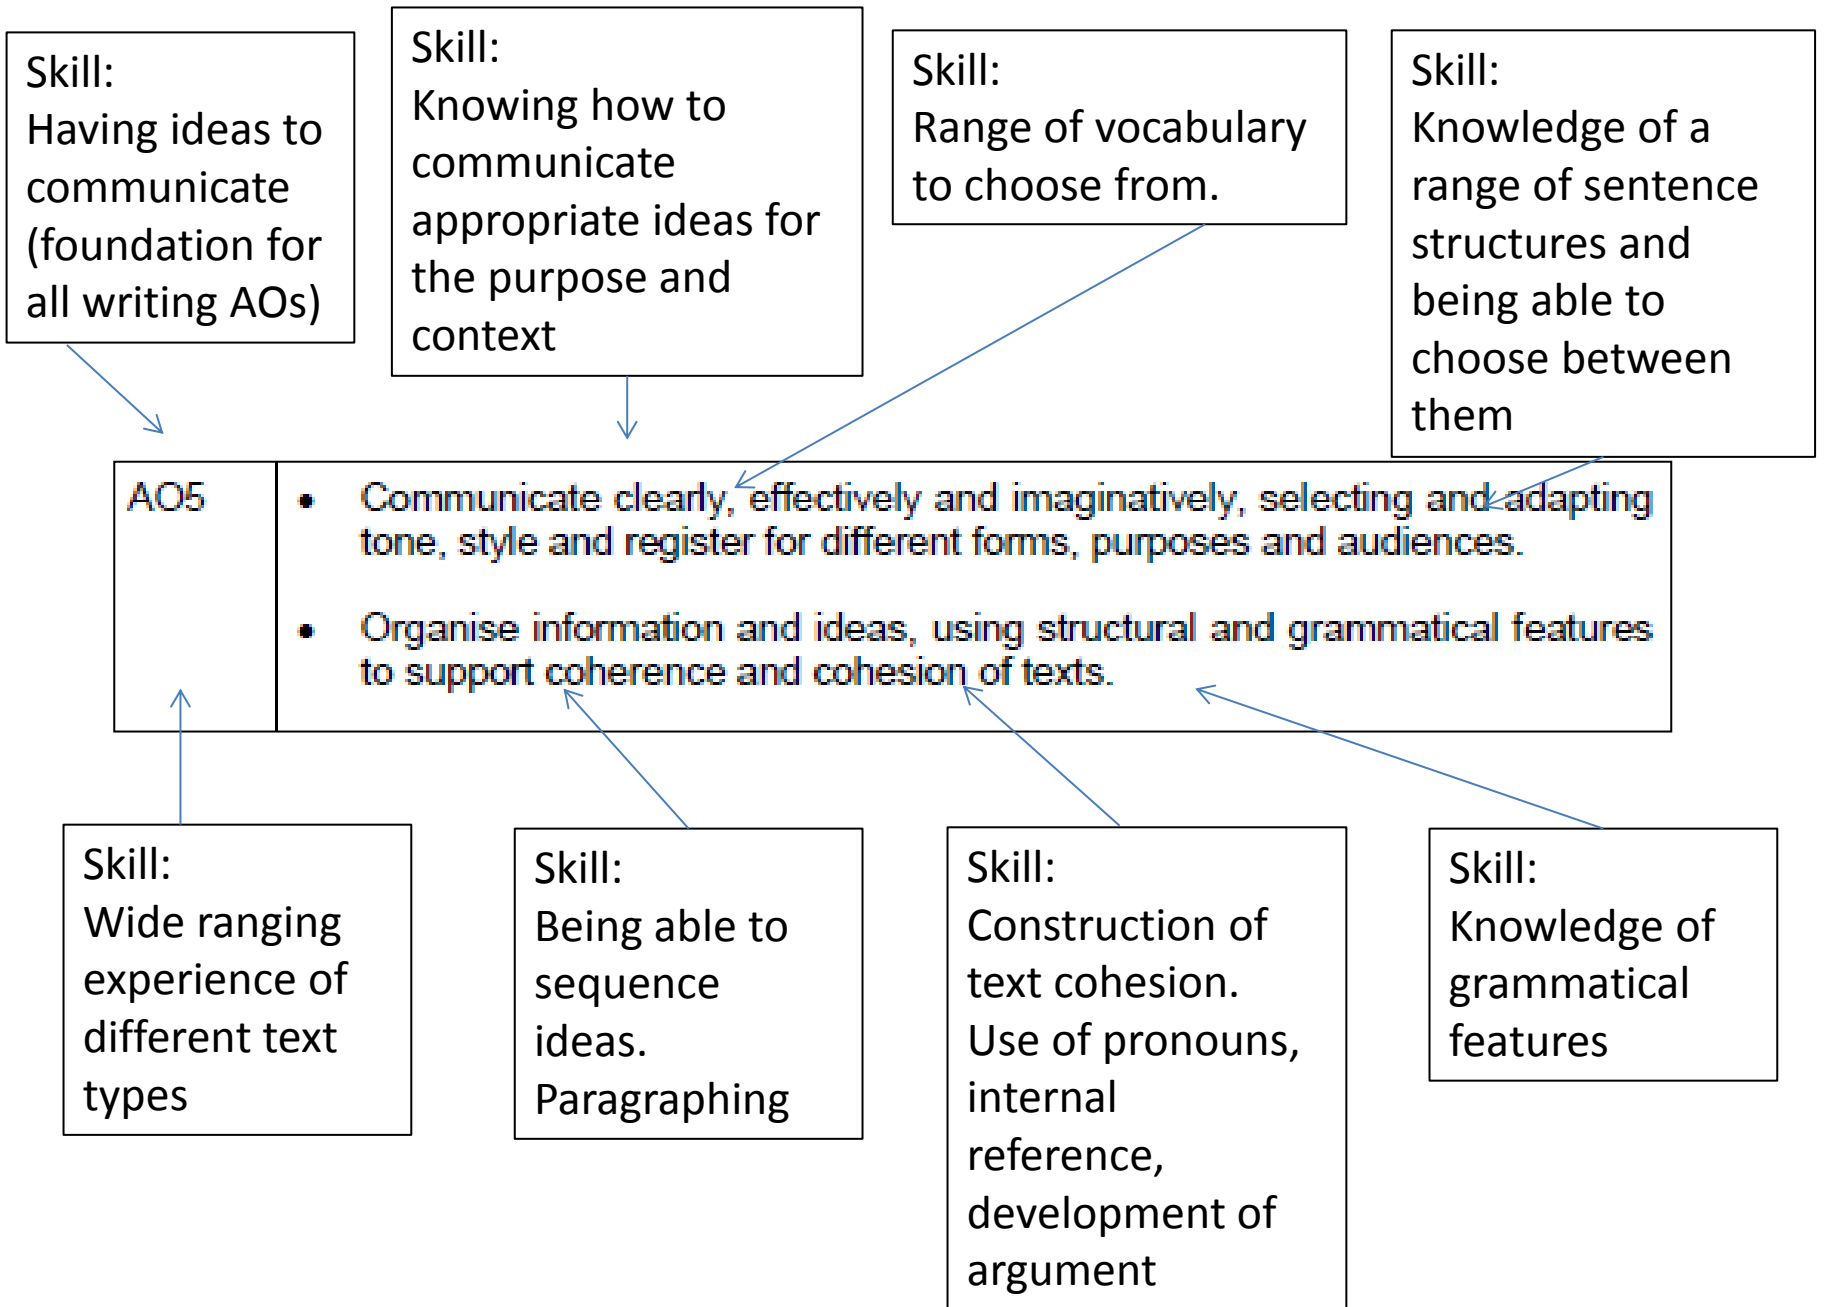 Skill:
Having ideas to
communicate
(foundation for
all writing AOs)
Skill:
Knowing how to
communicate
appropriate ideas for
the purpose and
context
Skill:
Range of vocabulary
to choose from.
Skill:
Knowledge of a
range of sentence
structures and
being able to
choose between
them
AO5
• Communicate clearly, effectively and imaginatively, selecting and adapting
tone, style and register for different forms, purposes and audiences.
• Organise information and ideas, using structural and grammatical features
to support coherence and cohesion of texts.
Skill:
Wide ranging
experience of
different text
types
Skill:
Being able to
sequence
ideas.
Paragraphing
Skill:
Construction of
text cohesion.
Use of pronouns,
internal
reference,
development of
argument
Skill:
Knowledge of
grammatical
features